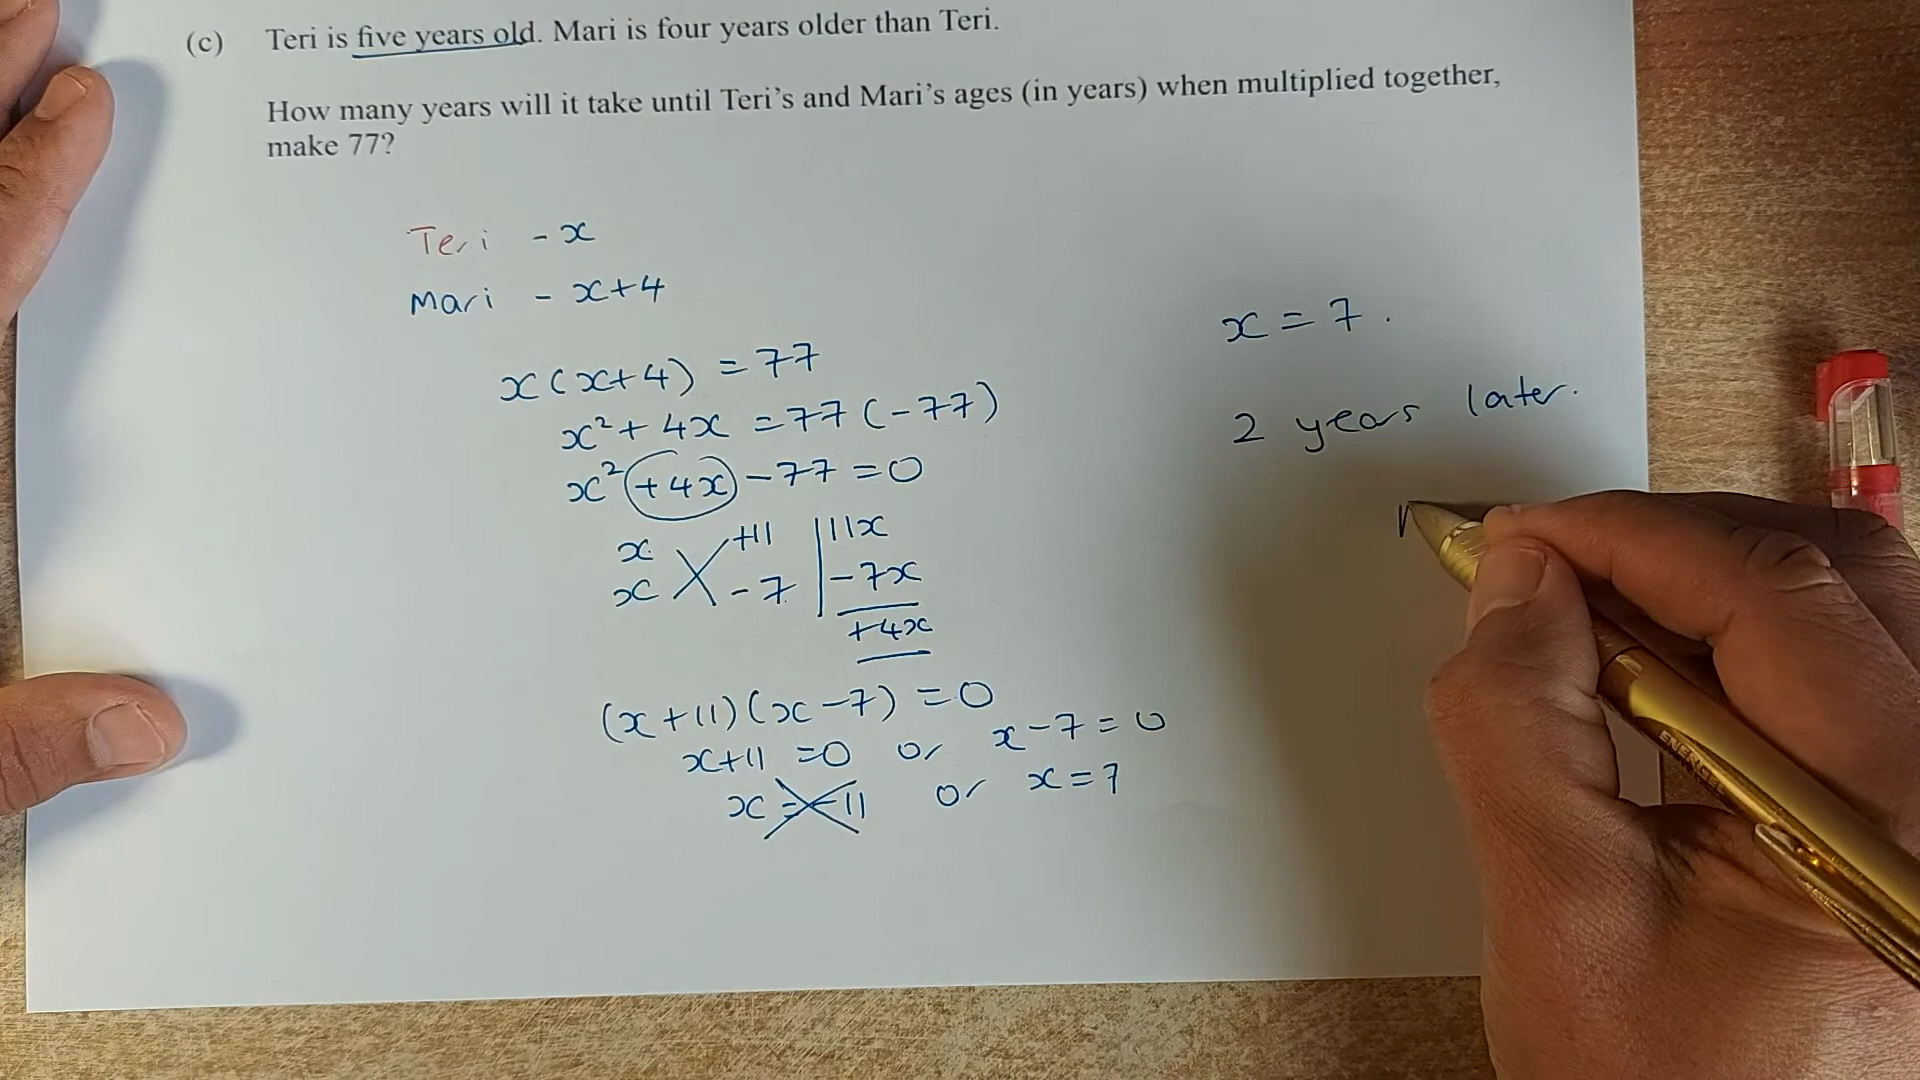 (c) Teri is five years old. Mari is four years older than Teri.
How many years will it take until Teri's and Mari's ages (in years) when multiplied together,
make 77?
Teri - x
Mari - x+4
x(x+4) = 77
x² + 4x = 77 (-77)
x² +4x -77 = 0
x +11 11x
x -7 -7x
+4x
(x+11)(x-7) = 0
x+11 = 0 or x-7 = 0
x = -11 or x = 7
x = 7.
2 years later.